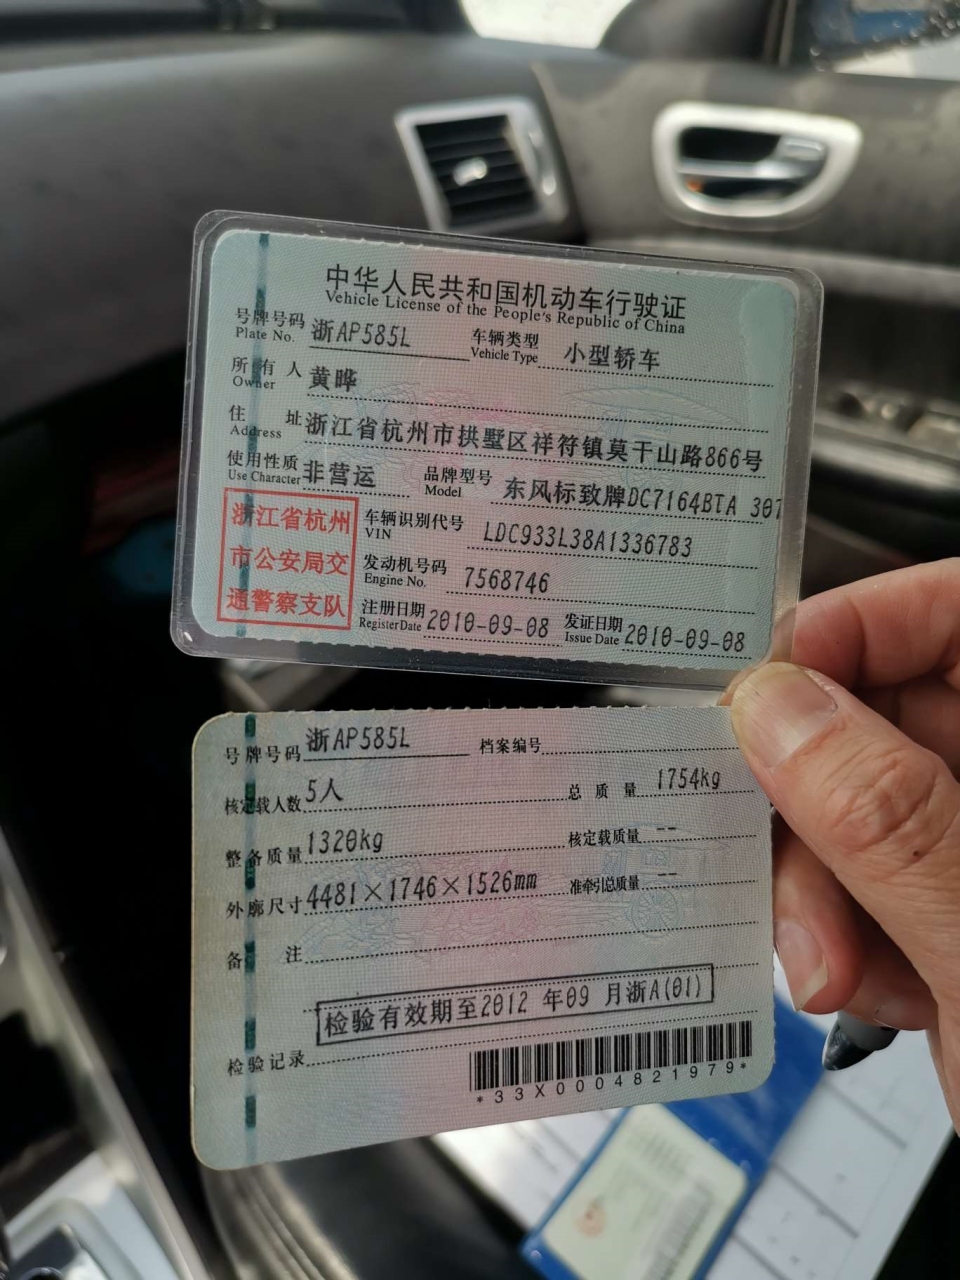 中华人民共和国机动车行驶证
Vehicle License of the People's Republic of China
号牌号码 浙AP585L 车辆类型 小型轿车
Plate No. Vehicle Type
所有人 黄晔
Owner
住址 浙江省杭州市拱墅区祥符镇莫干山路866号
Address
使用性质 非营运 品牌型号 东风标致牌DC7164BTA 307
Use Character Model
浙江省杭州 车辆识别代号 LDC933L38A1336783
VIN
市公安局交 发动机号码 7568746
Engine No.
通警察支队 注册日期 2010-09-08 发证日期 2010-09-08
Register Date Issue Date
号牌号码 浙AP585L 档案编号
核定载人数 5人 总质量 1754kg
整备质量 1320kg 核定载质量 --
外廓尺寸 4481×1746×1526mm 准牵引总质量 --
备注
检验有效期至2012 年09 月浙A(01)
检验记录
*33X0004821979*